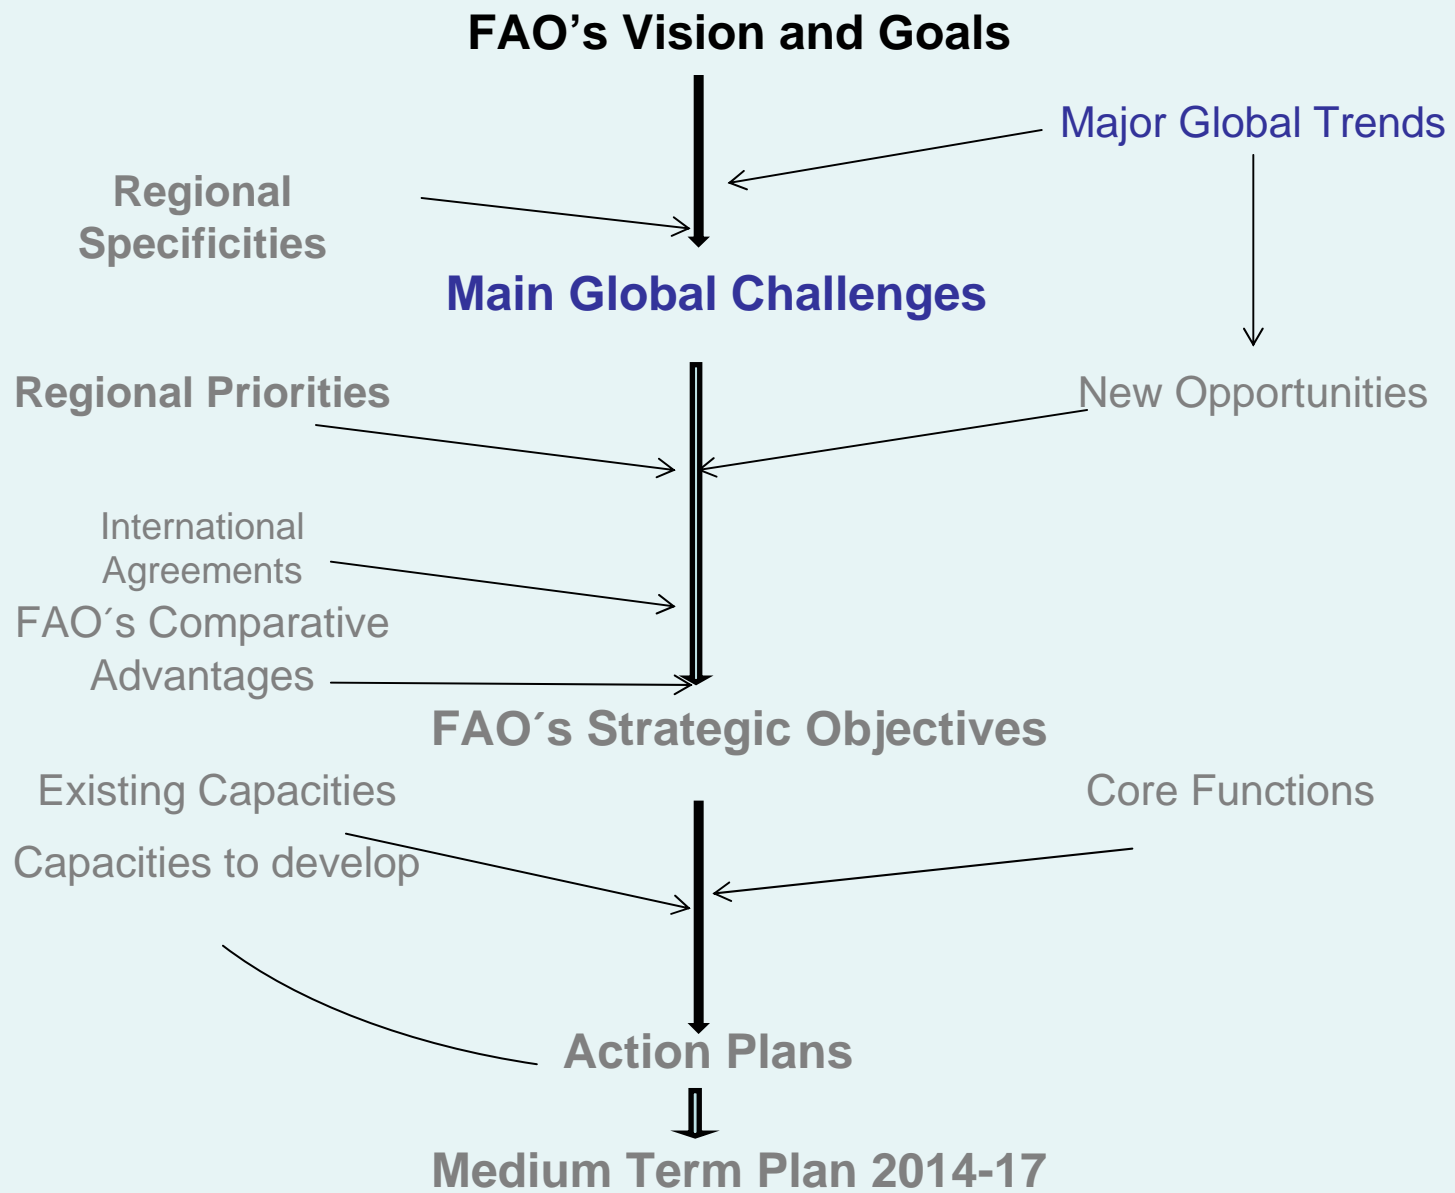 FAO’s Vision and Goals
Major Global Trends
Regional
Specificities
Main Global Challenges
Regional Priorities
New Opportunities
International
Agreements
FAO´s Comparative
Advantages
FAO´s Strategic Objectives
Existing Capacities
Core Functions
Capacities to develop
Action Plans
Medium Term Plan 2014-17